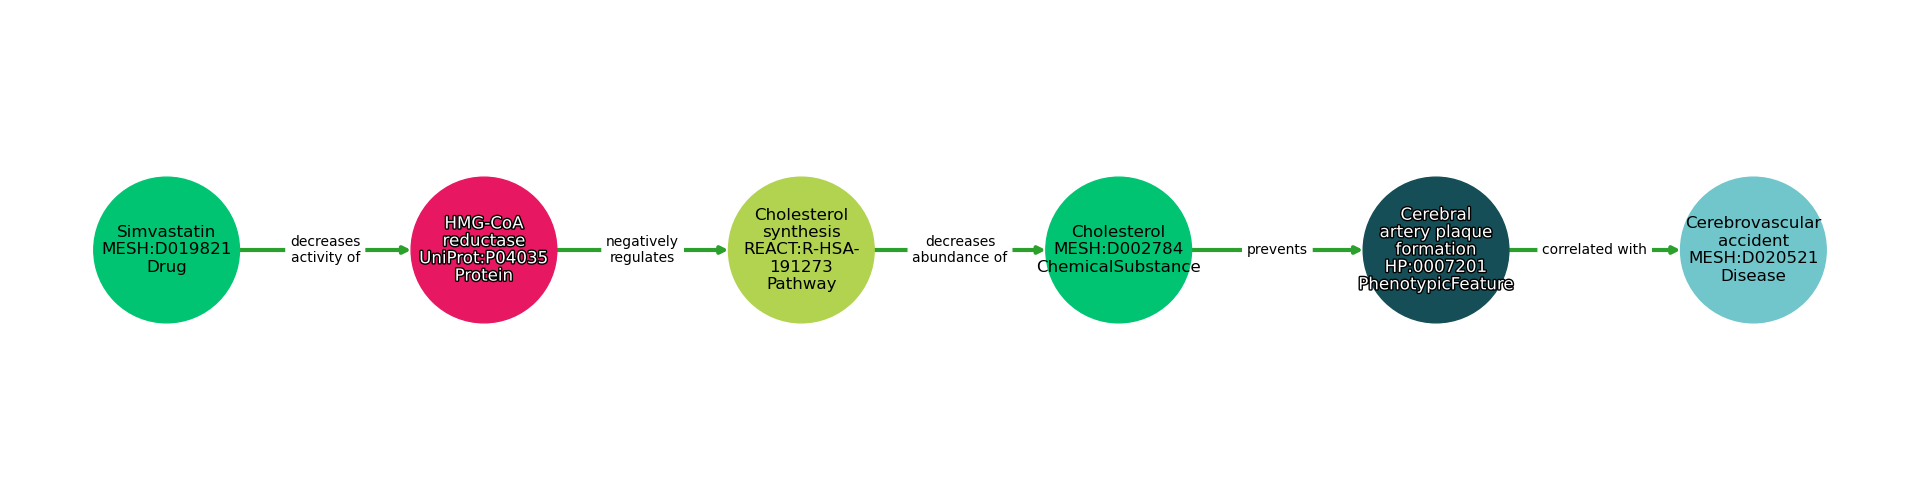 Simvastatin
MESH:D019821
Drug
decreases
activity of
HMG-CoA
reductase
UniProt:P04035
Protein
negatively
regulates
Cholesterol
synthesis
REACT:R-HSA-
191273
Pathway
decreases
abundance of
Cholesterol
MESH:D002784
ChemicalSubstance
prevents
Cerebral
artery plaque
formation
HP:0007201
PhenotypicFeature
correlated with
Cerebrovascular
accident
MESH:D020521
Disease